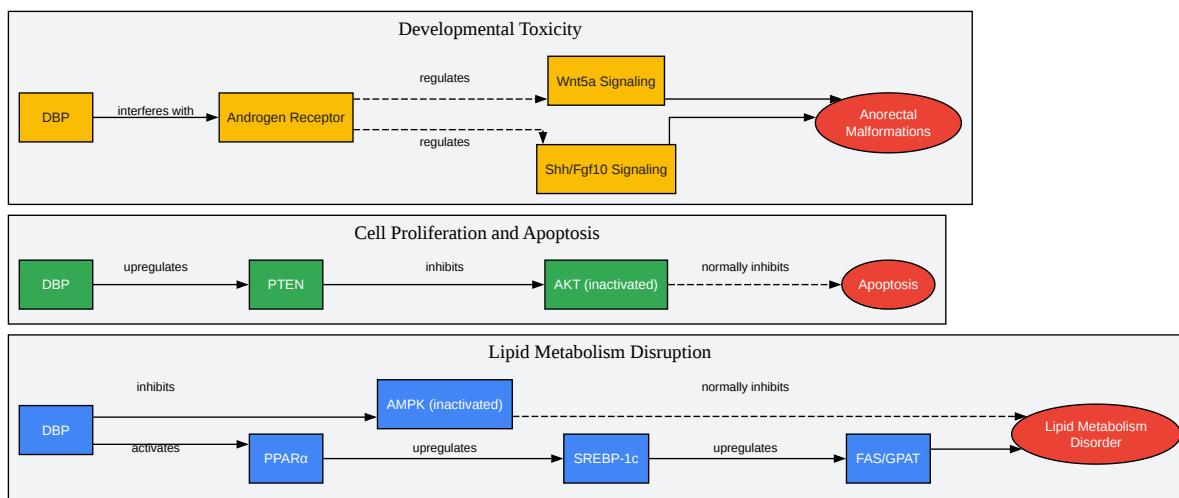 Developmental Toxicity
DBP
interferes with
Androgen Receptor
regulates
regulates
Wnt5a Signaling
Shh/Fgf10 Signaling
Anorectal
Malformations
Cell Proliferation and Apoptosis
DBP
upregulates
PTEN
inhibits
AKT (inactivated)
normally inhibits
Apoptosis
Lipid Metabolism Disruption
DBP
inhibits
AMPK (inactivated)
normally inhibits
activates
PPARα
upregulates
SREBP-1c
upregulates
FAS/GPAT
Lipid Metabolism
Disorder